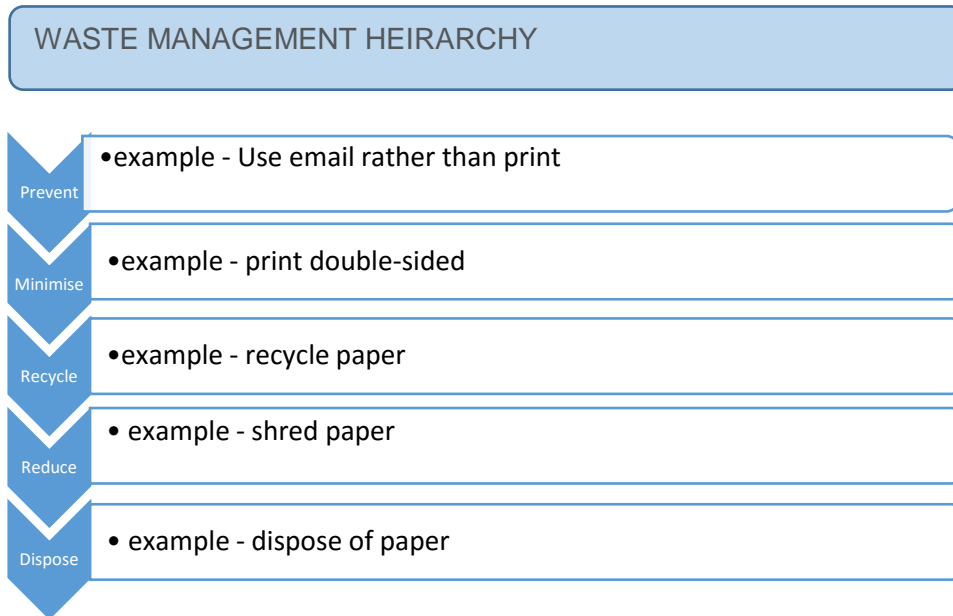 WASTE MANAGEMENT HEIRARCHY
Prevent
•example - Use email rather than print
Minimise
•example - print double-sided
Recycle
•example - recycle paper
Reduce
• example - shred paper
Dispose
• example - dispose of paper